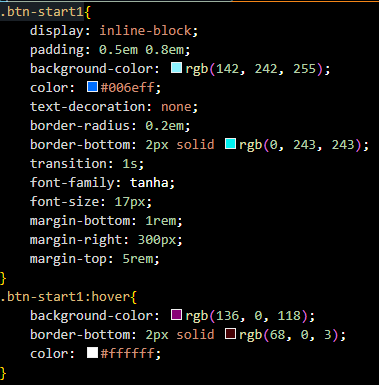 .btn-start1{
display: inline-block;
padding: 0.5em 0.8em;
background-color: rgb(142, 242, 255);
color: #006eff;
text-decoration: none;
border-radius: 0.2em;
border-bottom: 2px solid rgb(0, 243, 243);
transition: 1s;
font-family: tanha;
font-size: 17px;
margin-bottom: 1rem;
margin-right: 300px;
margin-top: 5rem;
}
.btn-start1:hover{
background-color: rgb(136, 0, 118);
border-bottom: 2px solid rgb(68, 0, 3);
color: #ffffff;
}